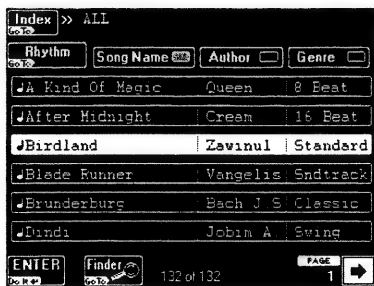 Index >> ALL
Go To
Rhythm Song Name Author Genre
Go To
♩A Kind Of Magic Queen 8 Beat
♩After Midnight Cream 16 Beat
♩Birdland Zawinul Standard
♩Blade Runner Vangelis Sndtrack
♩Brunderburg Bach J.S Classic
♩Dindi Jobim A. Swing
ENTER Finder 132 of 132 PAGE
Do It Go To 1